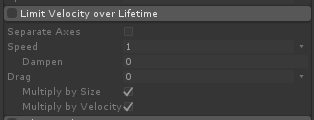 Limit Velocity over Lifetime
Separate Axes
Speed 1
Dampen 0
Drag 0
Multiply by Size
Multiply by Velocity